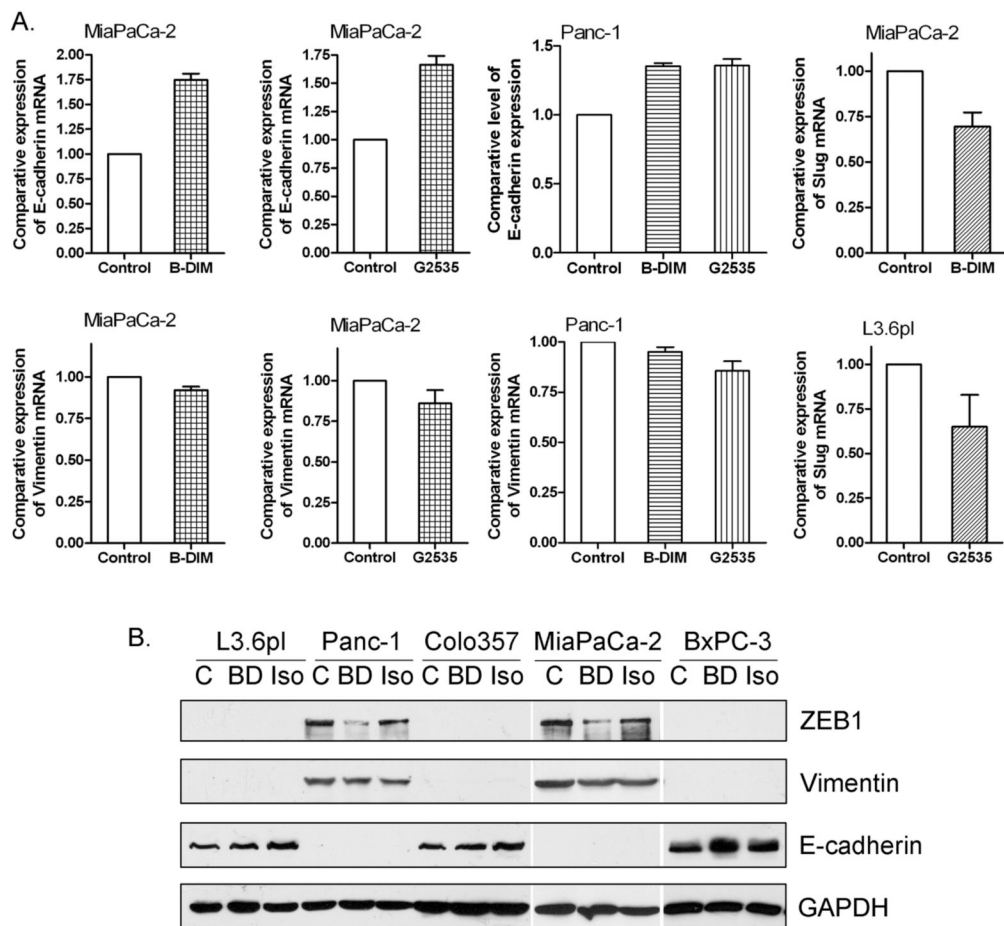 A.
MiaPaCa-2
Comparative expression
of E-cadherin mRNA
2.00
1.75
1.50
1.25
1.00
0.75
0.50
0.25
0.00
Control B-DIM
MiaPaCa-2
Comparative expression
of E-cadherin mRNA
1.75
1.50
1.25
1.00
0.75
0.50
0.25
0.00
Control G2535
Panc-1
Comparative level of
E-cadherin expression
1.5
1.0
0.5
0.0
Control B-DIM G2535
MiaPaCa-2
Comparative expression
of Slug mRNA
1.00
0.75
0.50
0.25
0.00
Control B-DIM
MiaPaCa-2
Comparative expression
of Vimentin mRNA
1.00
0.75
0.50
0.25
0.00
Control B-DIM
MiaPaCa-2
Comparative expression
of Vimentin mRNA
1.00
0.75
0.50
0.25
0.00
Control G2535
Panc-1
Comparative expression
of Vimentin mRNA
1.00
0.75
0.50
0.25
0.00
Control B-DIM G2535
L3.6pl
Comparative expression
of Slug mRNA
1.00
0.75
0.50
0.25
0.00
Control G2535
B.
L3.6pl Panc-1 Colo357 MiaPaCa-2 BxPC-3
C BD Iso C BD Iso C BD Iso C BD Iso C BD Iso
ZEB1
Vimentin
E-cadherin
GAPDH